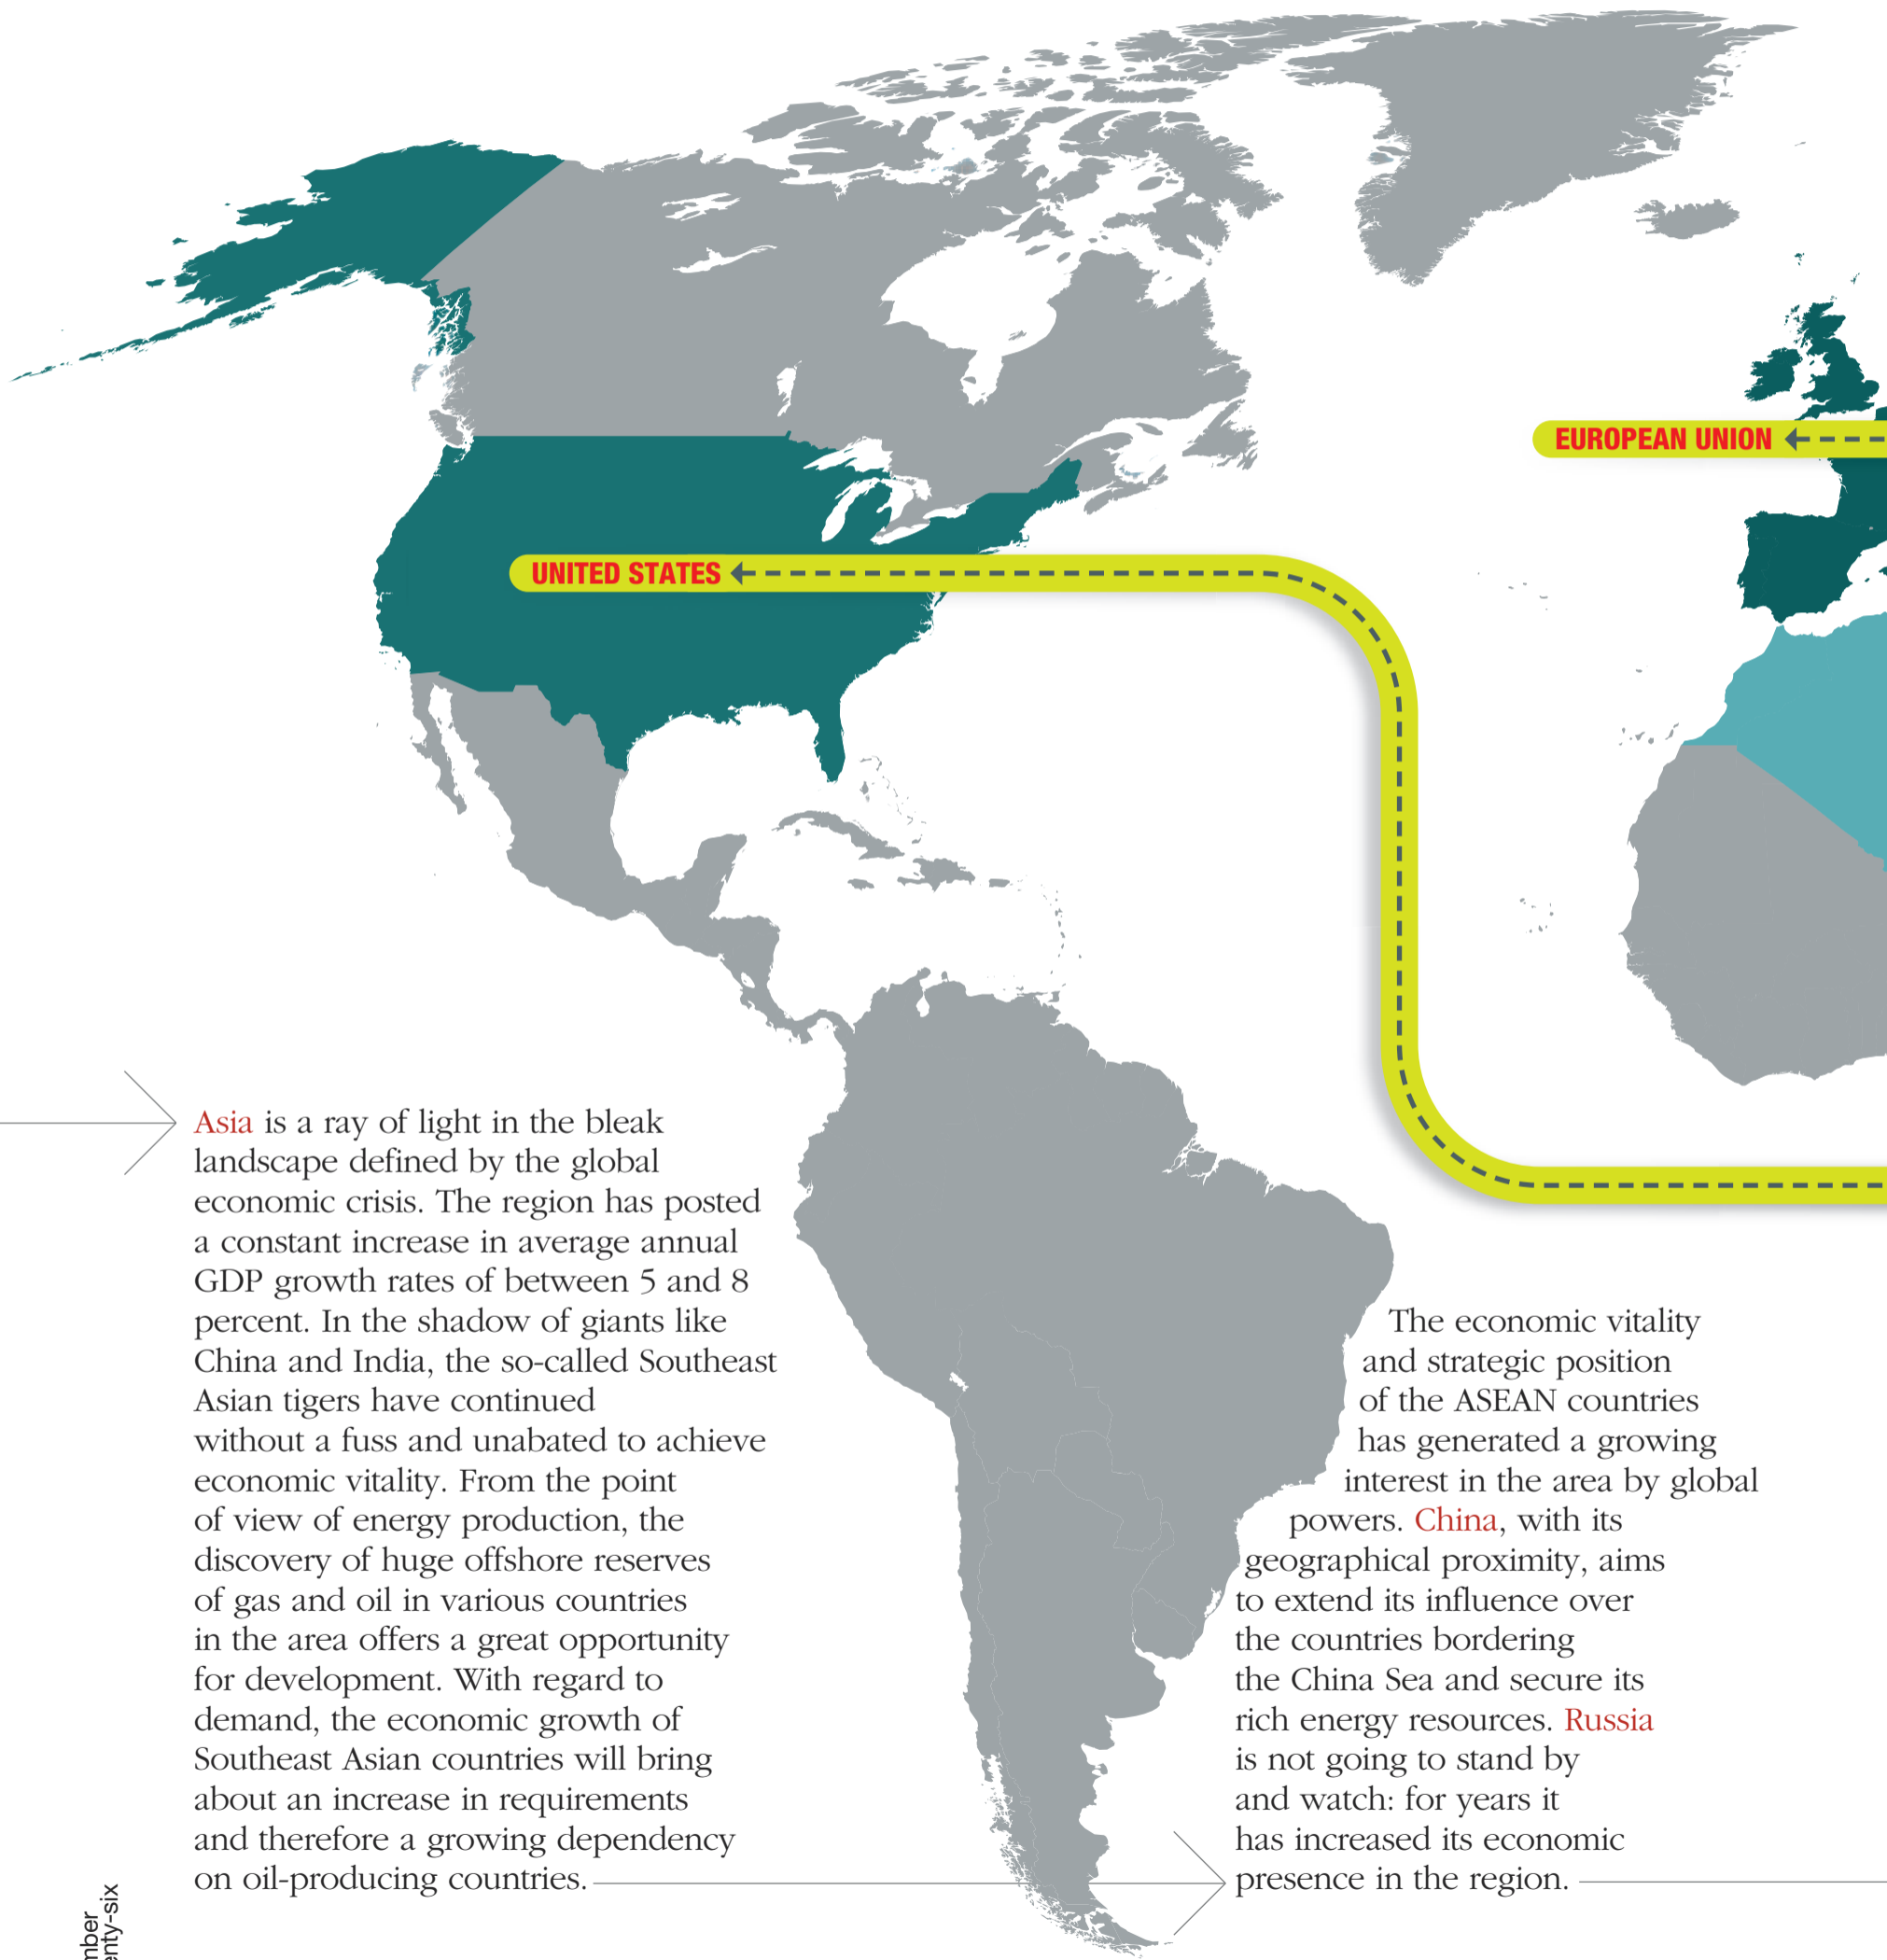 EUROPEAN UNION
UNITED STATES
Asia is a ray of light in the bleak
landscape defined by the global
economic crisis. The region has posted
a constant increase in average annual
GDP growth rates of between 5 and 8
percent. In the shadow of giants like
China and India, the so-called Southeast
Asian tigers have continued
without a fuss and unabated to achieve
economic vitality. From the point
of view of energy production, the
discovery of huge offshore reserves
of gas and oil in various countries
in the area offers a great opportunity
for development. With regard to
demand, the economic growth of
Southeast Asian countries will bring
about an increase in requirements
and therefore a growing dependency
on oil-producing countries.
The economic vitality
and strategic position
of the ASEAN countries
has generated a growing
interest in the area by global
powers. China, with its
geographical proximity, aims
to extend its influence over
the countries bordering
the China Sea and secure its
rich energy resources. Russia
is not going to stand by
and watch: for years it
has increased its economic
presence in the region.